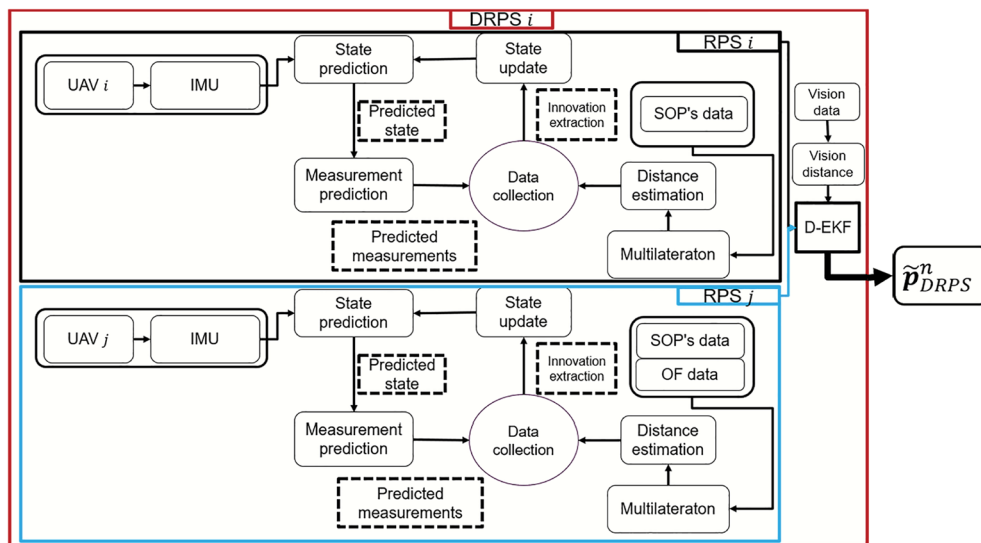 DRPS i
RPS i
UAV i
IMU
State
prediction
State
update
Predicted
state
Innovation
extraction
SOP's data
Vision
data
Vision
distance
Measurement
prediction
Data
collection
Distance
estimation
Predicted
measurements
Multilateraton
D-EKF
p̃ⁿ_DRPS
RPS j
UAV j
IMU
State
prediction
State
update
Predicted
state
Innovation
extraction
SOP's data
OF data
Measurement
prediction
Data
collection
Distance
estimation
Predicted
measurements
Multilateraton